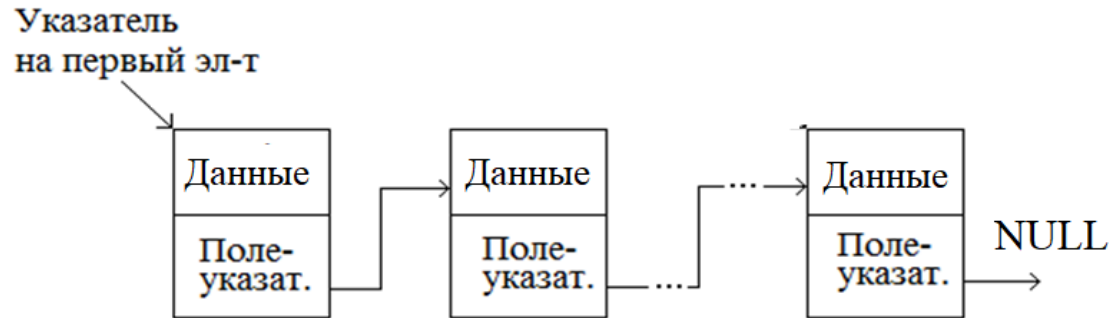 Указатель
на первый эл-т
Данные
Поле-
указат.
Данные
Поле-
указат.
...
...
Данные
Поле-
указат.
NULL